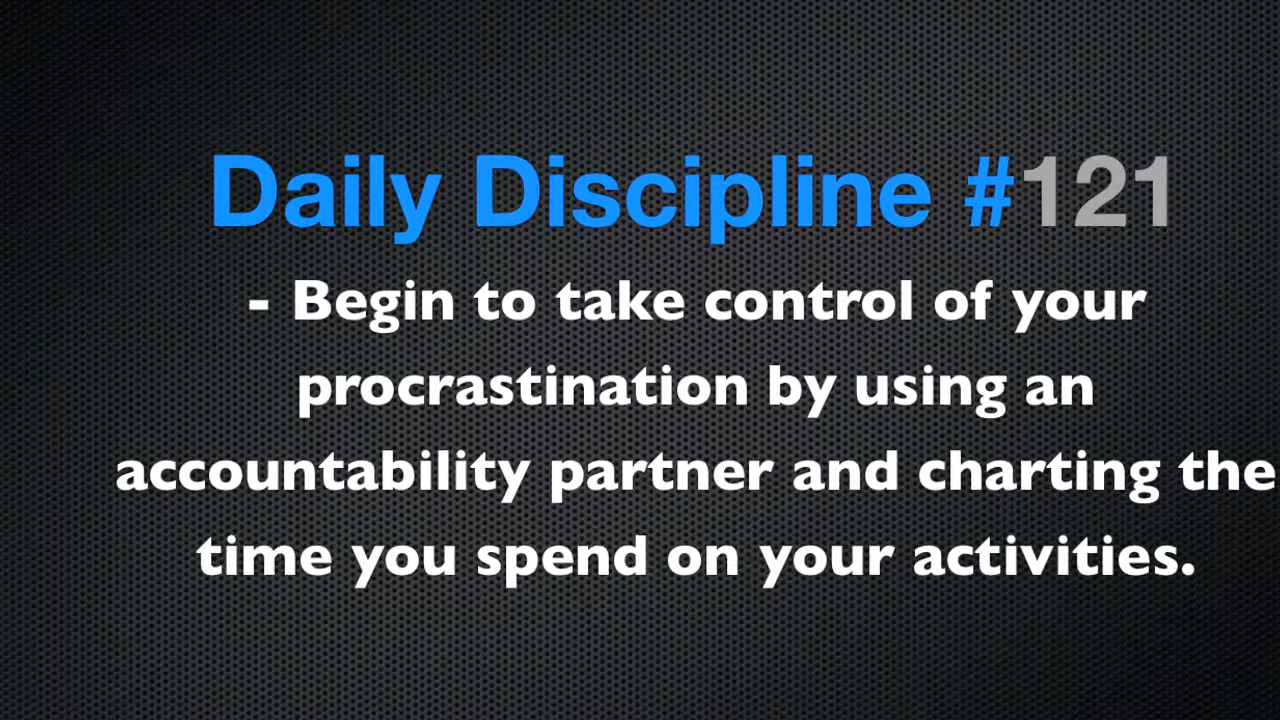 Daily Discipline #121
- Begin to take control of your
procrastination by using an
accountability partner and charting the
time you spend on your activities.